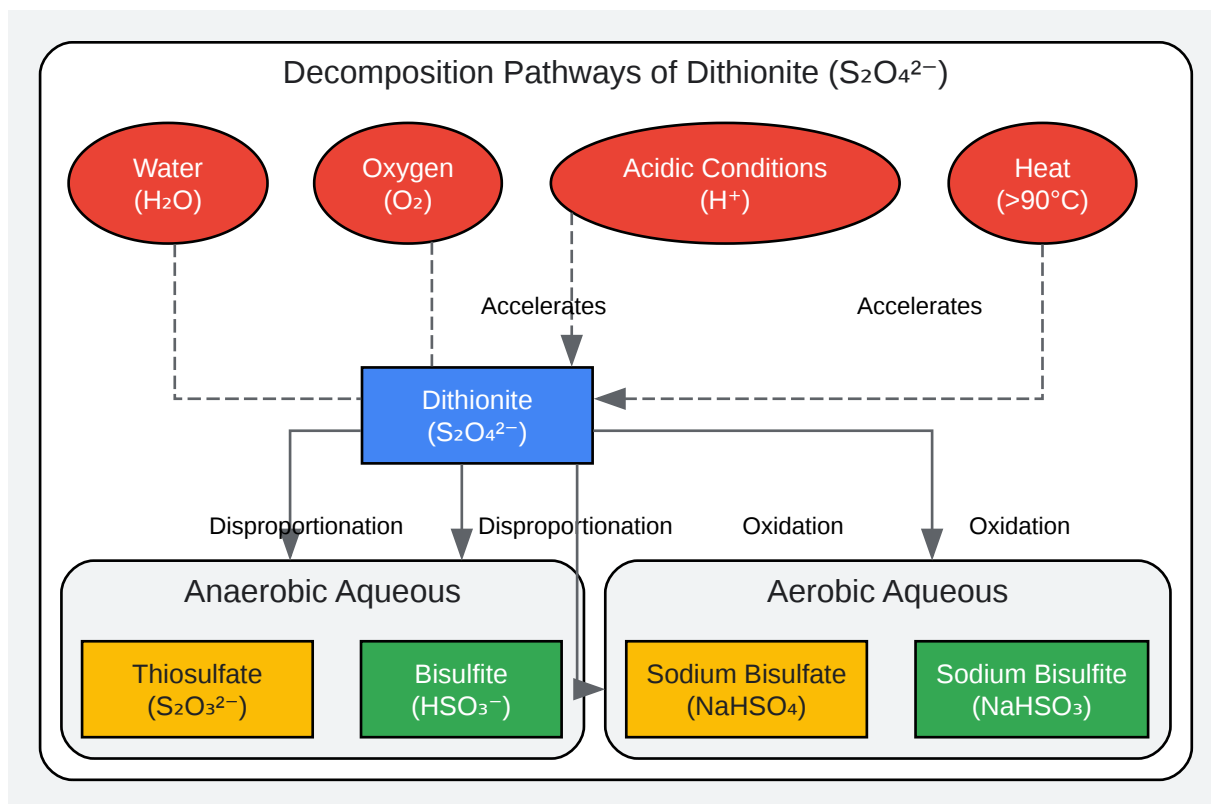 Decomposition Pathways of Dithionite (S₂O₄²⁻)
Water
(H₂O)
Oxygen
(O₂)
Acidic Conditions
(H⁺)
Heat
(>90°C)
Accelerates
Accelerates
Dithionite
(S₂O₄²⁻)
Disproportionation
Disproportionation
Oxidation
Oxidation
Anaerobic Aqueous
Aerobic Aqueous
Thiosulfate
(S₂O₃²⁻)
Bisulfite
(HSO₃⁻)
Sodium Bisulfate
(NaHSO₄)
Sodium Bisulfite
(NaHSO₃)